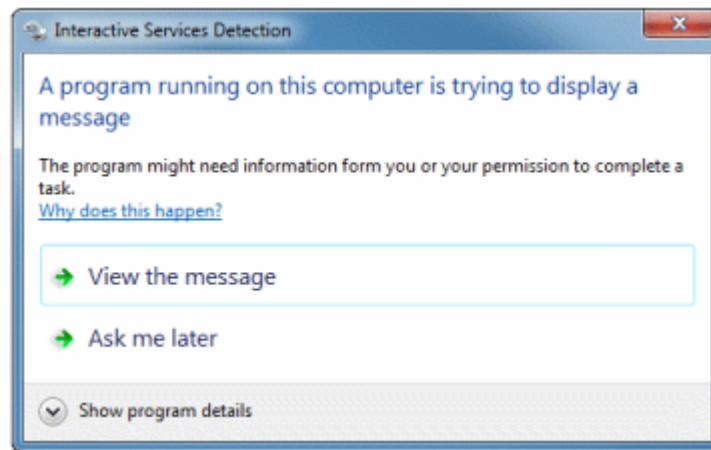 Interactive Services Detection
A program running on this computer is trying to display a
message
The program might need information form you or your permission to complete a
task.
Why does this happen?
View the message
Ask me later
Show program details